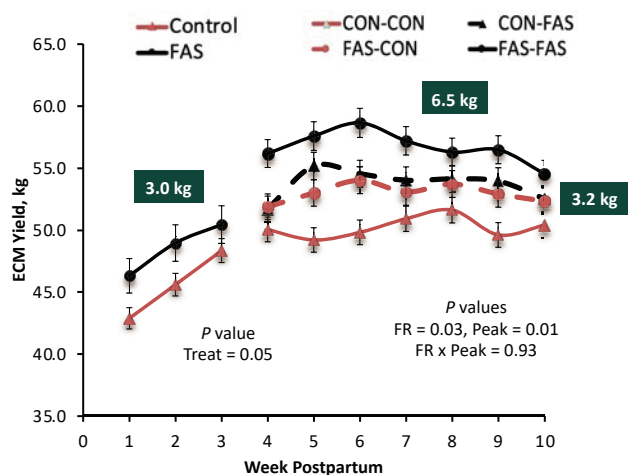 Control CON-CON CON-FAS
FAS FAS-CON FAS-FAS
65.0
60.0
55.0
50.0
45.0
40.0
35.0
ECM Yield, kg
6.5 kg
3.0 kg
3.2 kg
P value
Treat = 0.05
P values
FR = 0.03, Peak = 0.01
FR x Peak = 0.93
0 1 2 3 4 5 6 7 8 9 10
Week Postpartum